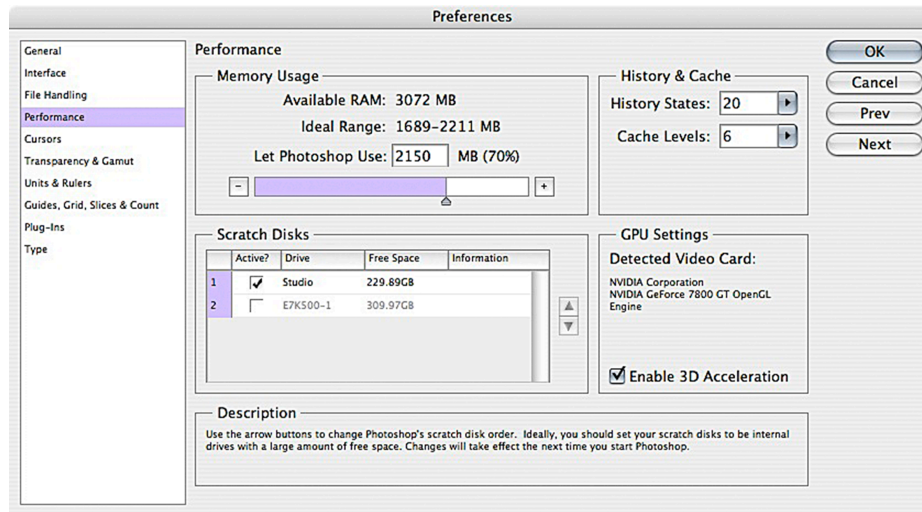 Preferences
General
Interface
File Handling
Performance
Cursors
Transparency & Gamut
Units & Rulers
Guides, Grid, Slices & Count
Plug-Ins
Type
Performance
Memory Usage
Available RAM: 3072 MB
Ideal Range: 1689-2211 MB
Let Photoshop Use: 2150 MB (70%)
- +
History & Cache
History States: 20
Cache Levels: 6
OK
Cancel
Prev
Next
Scratch Disks
Active? Drive Free Space Information
1 Studio 229.89GB
2 E7K500-1 309.97GB
GPU Settings
Detected Video Card:
NVIDIA Corporation
NVIDIA GeForce 7800 GT OpenGL
Engine
Enable 3D Acceleration
Description
Use the arrow buttons to change Photoshop's scratch disk order. Ideally, you should set your scratch disks to be internal
drives with a large amount of free space. Changes will take effect the next time you start Photoshop.